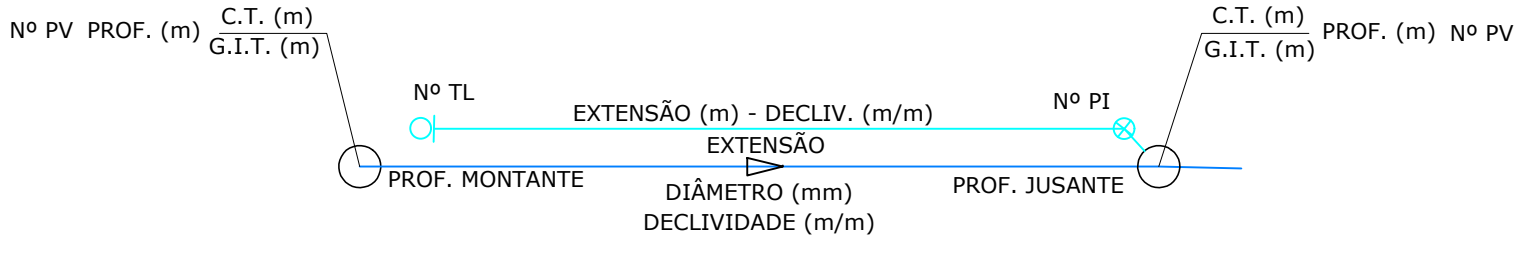 Nº PV PROF. (m) C.T. (m)
G.I.T. (m)
C.T. (m)
G.I.T. (m) PROF. (m) Nº PV
Nº TL
EXTENSÃO (m) - DECLIV. (m/m)
Nº PI
EXTENSÃO
PROF. MONTANTE
DIÂMETRO (mm)
PROF. JUSANTE
DECLIVIDADE (m/m)